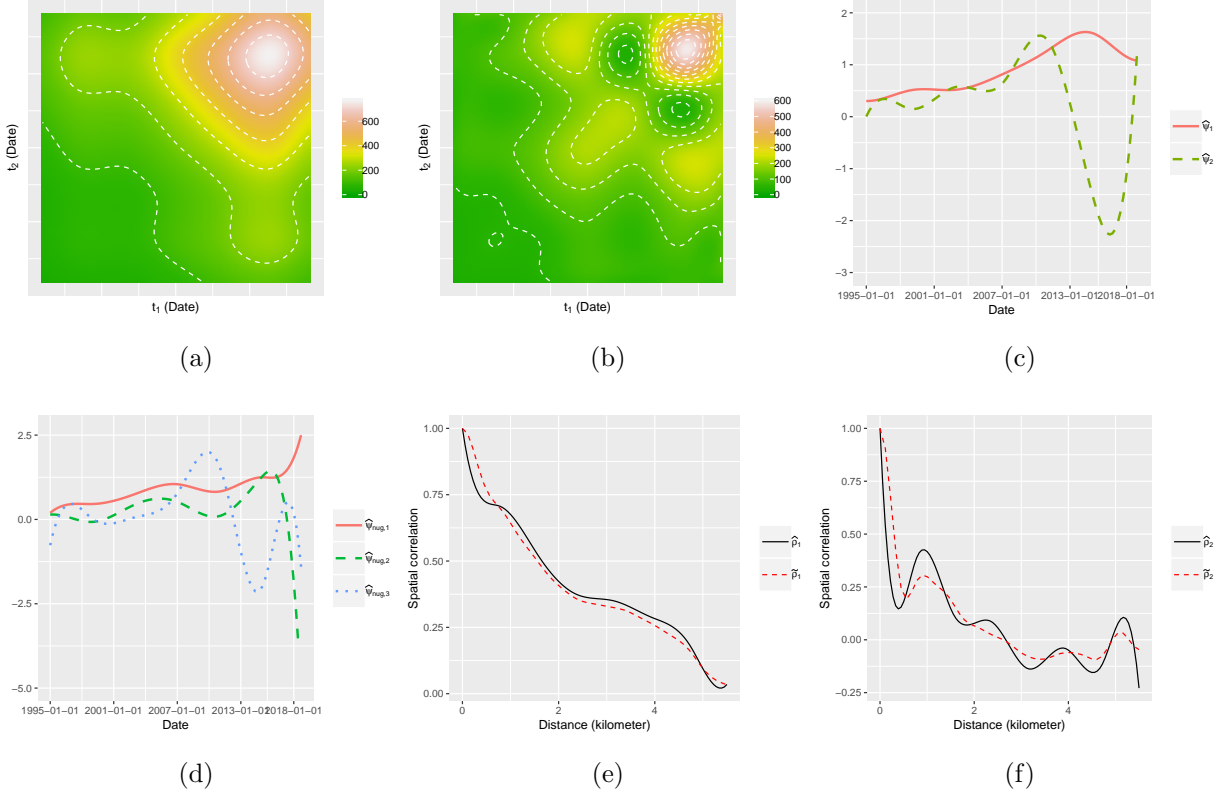 t₂ (Date)
600
400
200
0
t₁ (Date)
(a)
t₂ (Date)
600
500
400
300
200
100
0
t₁ (Date)
(b)
2
1
0
−1
−2
−3
1995−01−01 2001−01−01 2007−01−01 2013−01−01 2018−01−01
Date
ψ̂₁
ψ̂₂
(c)
2.5
0.0
−2.5
−5.0
1995−01−01 2001−01−01 2007−01−01 2013−01−01 2018−01−01
Date
ψ̂nug,1
ψ̂nug,2
ψ̂nug,3
(d)
Spatial correlation
1.00
0.75
0.50
0.25
0.00
0 2 4
Distance (kilometer)
ρ̂₁
ρ̃₁
(e)
Spatial correlation
1.00
0.75
0.50
0.25
0.00
−0.25
0 2 4
Distance (kilometer)
ρ̂₂
ρ̃₂
(f)